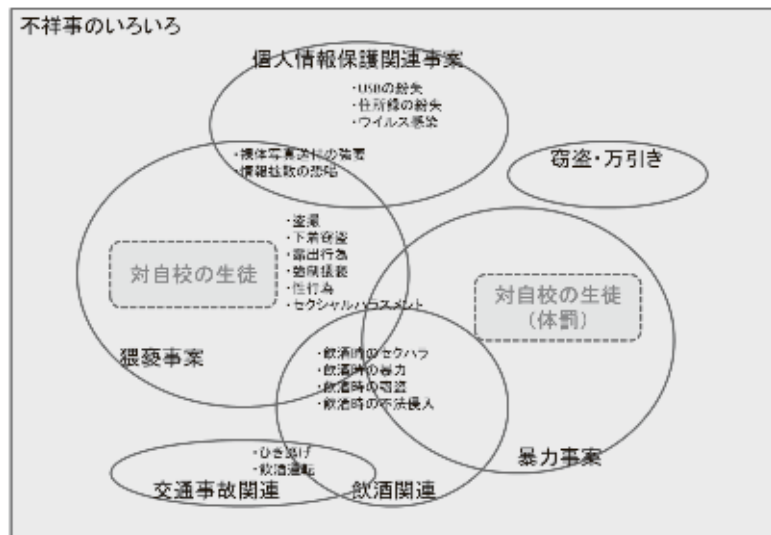 不祥事のいろいろ
個人情報保護関連事案
・USBの紛失
・住所録の紛失
・ウイルス感染
・裸体写真送付の強要
・情報拡散の恐喝
窃盗・万引き
・盗撮
・下着窃盗
・露出行為
・強制猥褻
・性行為
・セクシャルハラスメント
対自校の生徒
対自校の生徒
(体罰)
猥褻事案
・飲酒時のセクハラ
・飲酒時の暴力
・飲酒時の窃盗
・飲酒時の不法侵入
暴力事案
・ひき逃げ
・飲酒運転
交通事故関連
飲酒関連